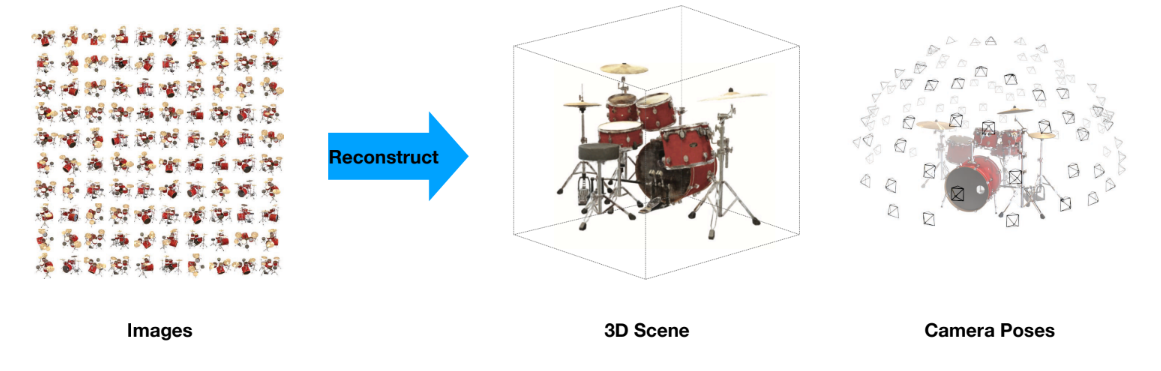 Reconstruct
Images
3D Scene
Camera Poses